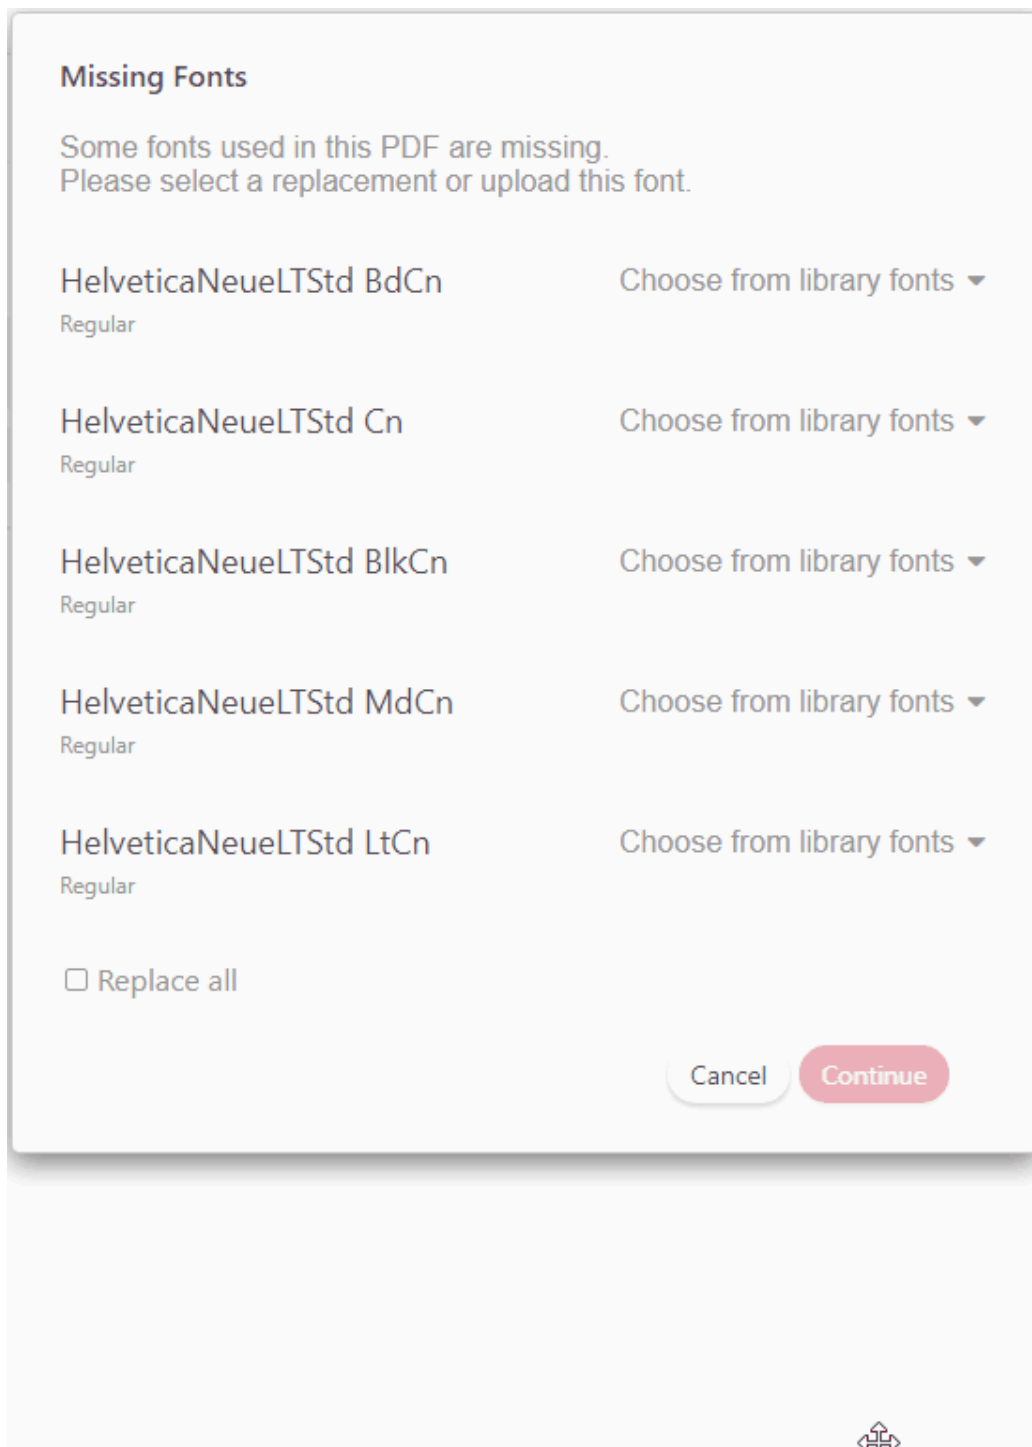 Missing Fonts
Some fonts used in this PDF are missing.
Please select a replacement or upload this font.
HelveticaNeueLTStd BdCn
Choose from library fonts
Regular
HelveticaNeueLTStd Cn
Choose from library fonts
Regular
HelveticaNeueLTStd BlkCn
Choose from library fonts
Regular
HelveticaNeueLTStd MdCn
Choose from library fonts
Regular
HelveticaNeueLTStd LtCn
Choose from library fonts
Regular
Replace all
Cancel
Continue